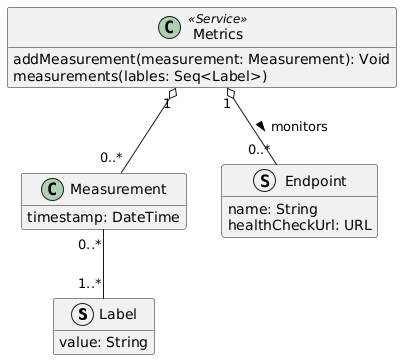 «Service»
C Metrics
addMeasurement(measurement: Measurement): Void
measurements(lables: Seq<Label>)
1 1
monitors
0..* 0..*
C Measurement
timestamp: DateTime
S Endpoint
name: String
healthCheckUrl: URL
0..*
1..*
S Label
value: String